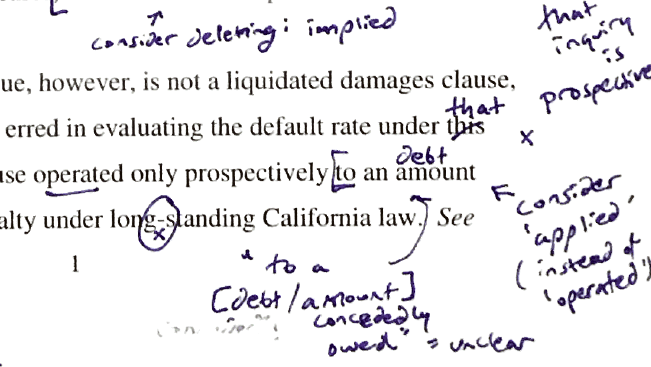 consider deleting: implied
that
inquiry
is
prospective
ue, however, is not a liquidated damages clause,
that
erred in evaluating the default rate under this
x
debt
use operated only prospectively [to an amount
consider
'applied'
(instead of
'operated')
alty under long-standing California law.] See
x
1
"to a
[debt/amount]
concededly
owed" = unclear